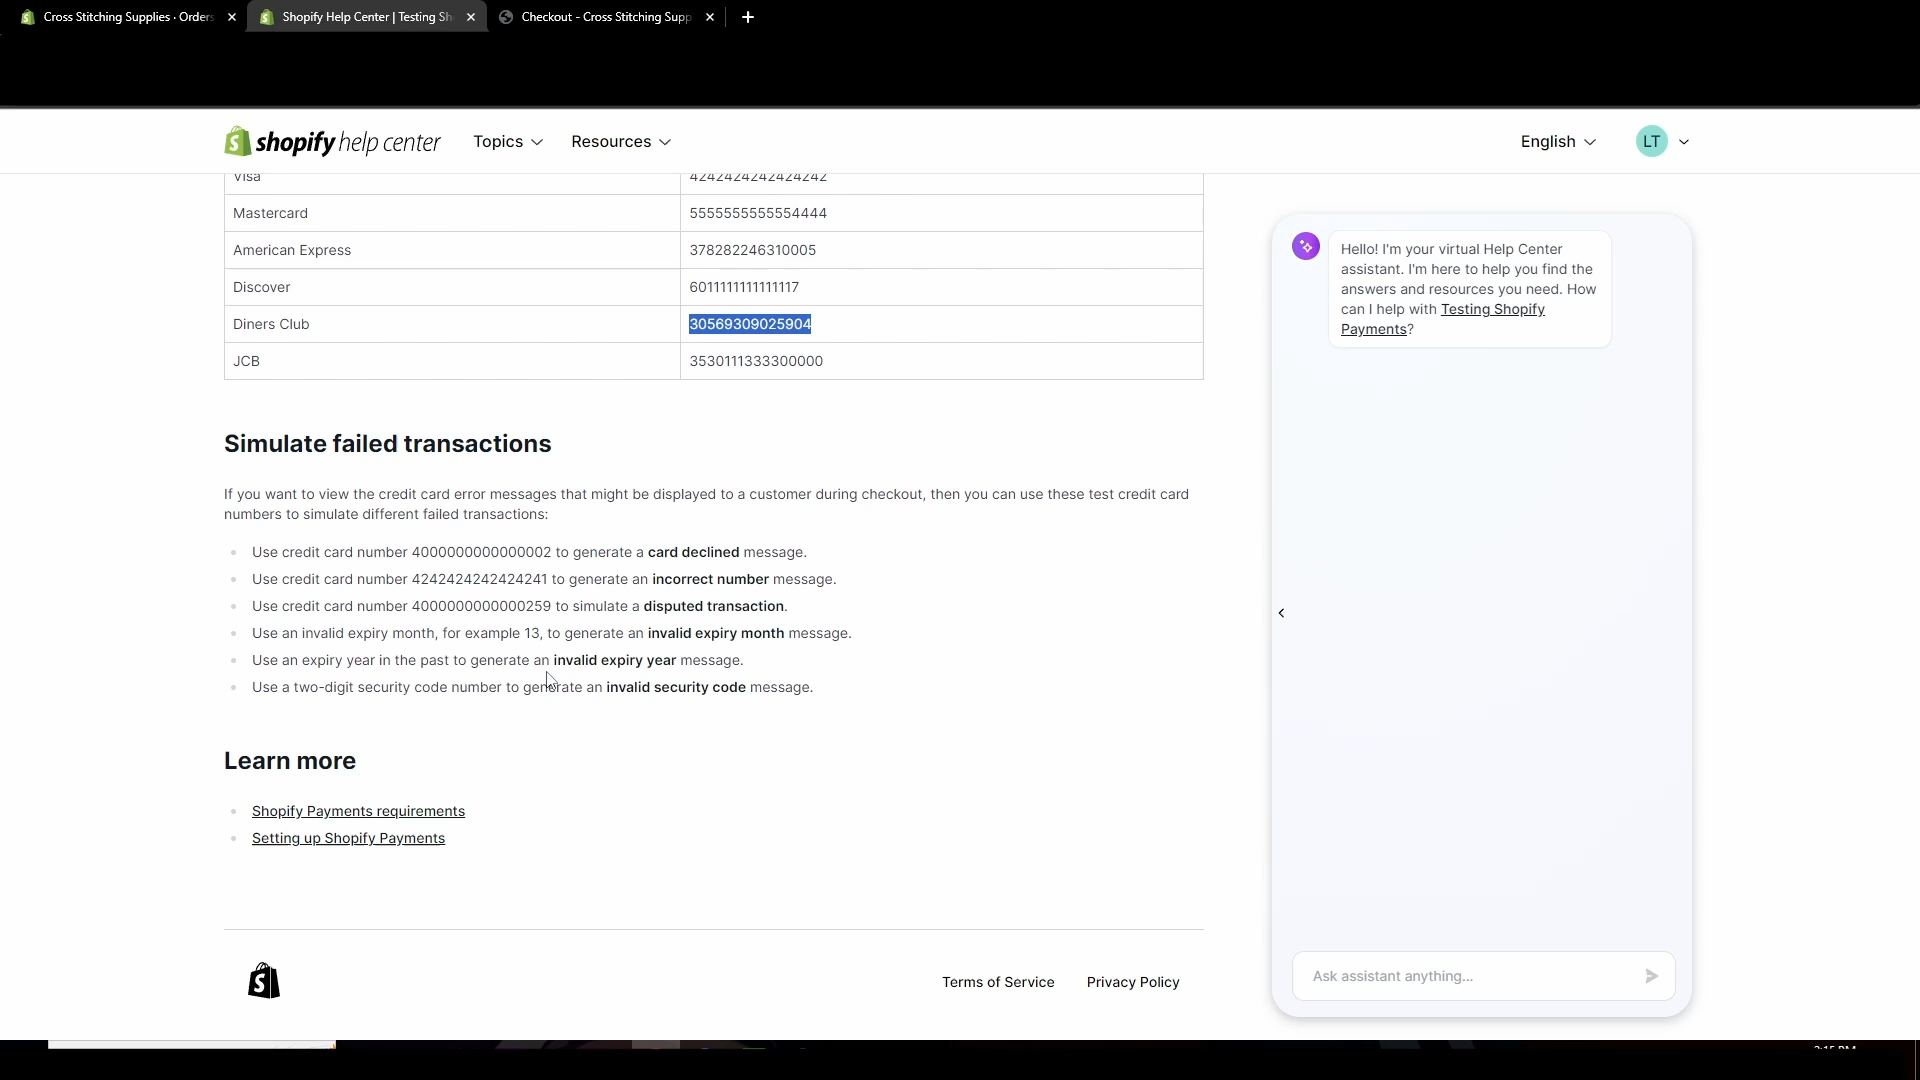 Cross Stitching Supplies · Orders
Shopify Help Center | Testing Sh
Checkout - Cross Stitching Supp
shopify help center
Topics
Resources
English
LT
Visa 4242424242424242
Mastercard 5555555555554444
American Express 378282246310005
Discover 6011111111111117
Diners Club 30569309025904
JCB 3530111333300000
Simulate failed transactions
If you want to view the credit card error messages that might be displayed to a customer during checkout, then you can use these test credit card
numbers to simulate different failed transactions:
Use credit card number 4000000000000002 to generate a card declined message.
Use credit card number 4242424242424241 to generate an incorrect number message.
Use credit card number 4000000000000259 to simulate a disputed transaction.
Use an invalid expiry month, for example 13, to generate an invalid expiry month message.
Use an expiry year in the past to generate an invalid expiry year message.
Use a two-digit security code number to generate an invalid security code message.
Learn more
Shopify Payments requirements
Setting up Shopify Payments
Terms of Service
Privacy Policy
Hello! I'm your virtual Help Center
assistant. I'm here to help you find the
answers and resources you need. How
can I help with Testing Shopify
Payments?
Ask assistant anything...